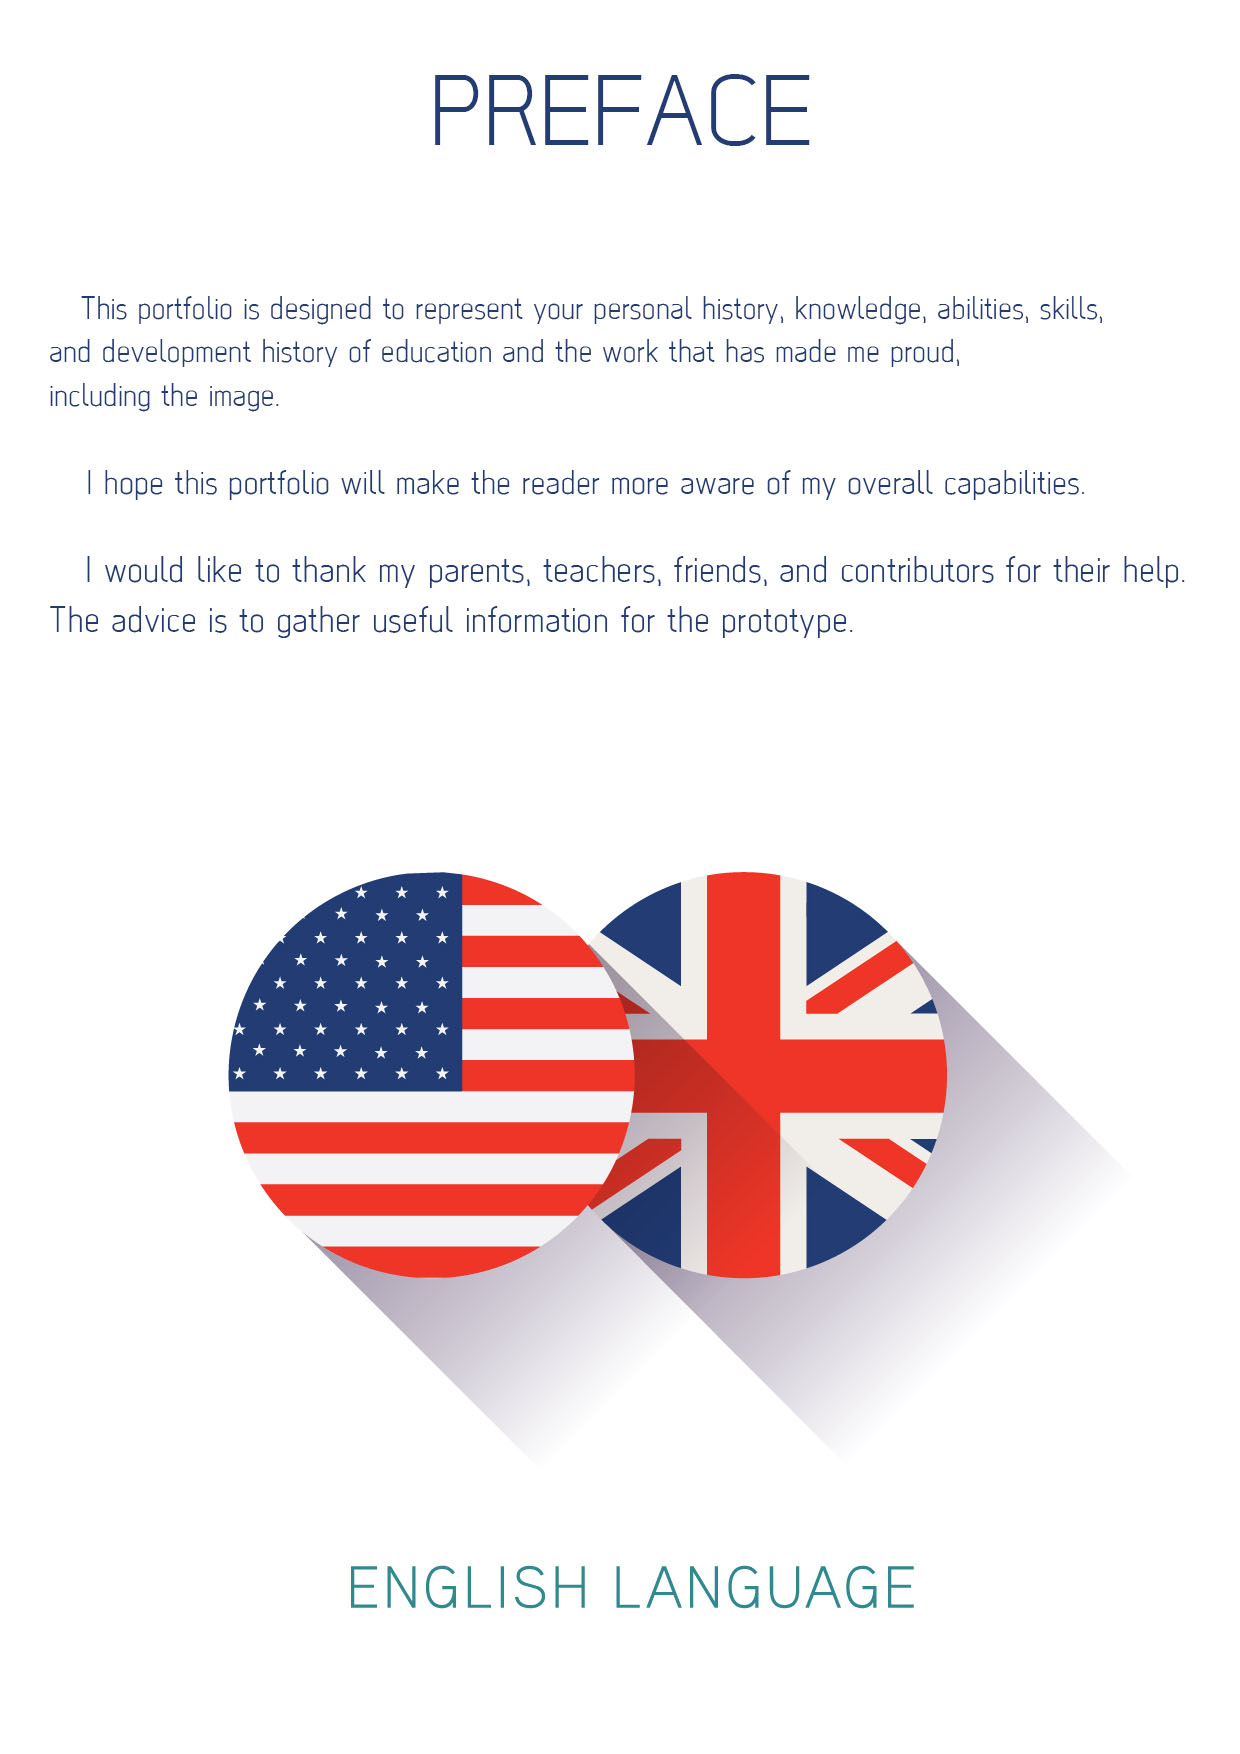 PREFACE
This portfolio is designed to represent your personal history, knowledge, abilities, skills,
and development history of education and the work that has made me proud,
including the image.
I hope this portfolio will make the reader more aware of my overall capabilities.
I would like to thank my parents, teachers, friends, and contributors for their help.
The advice is to gather useful information for the prototype.
ENGLISH LANGUAGE